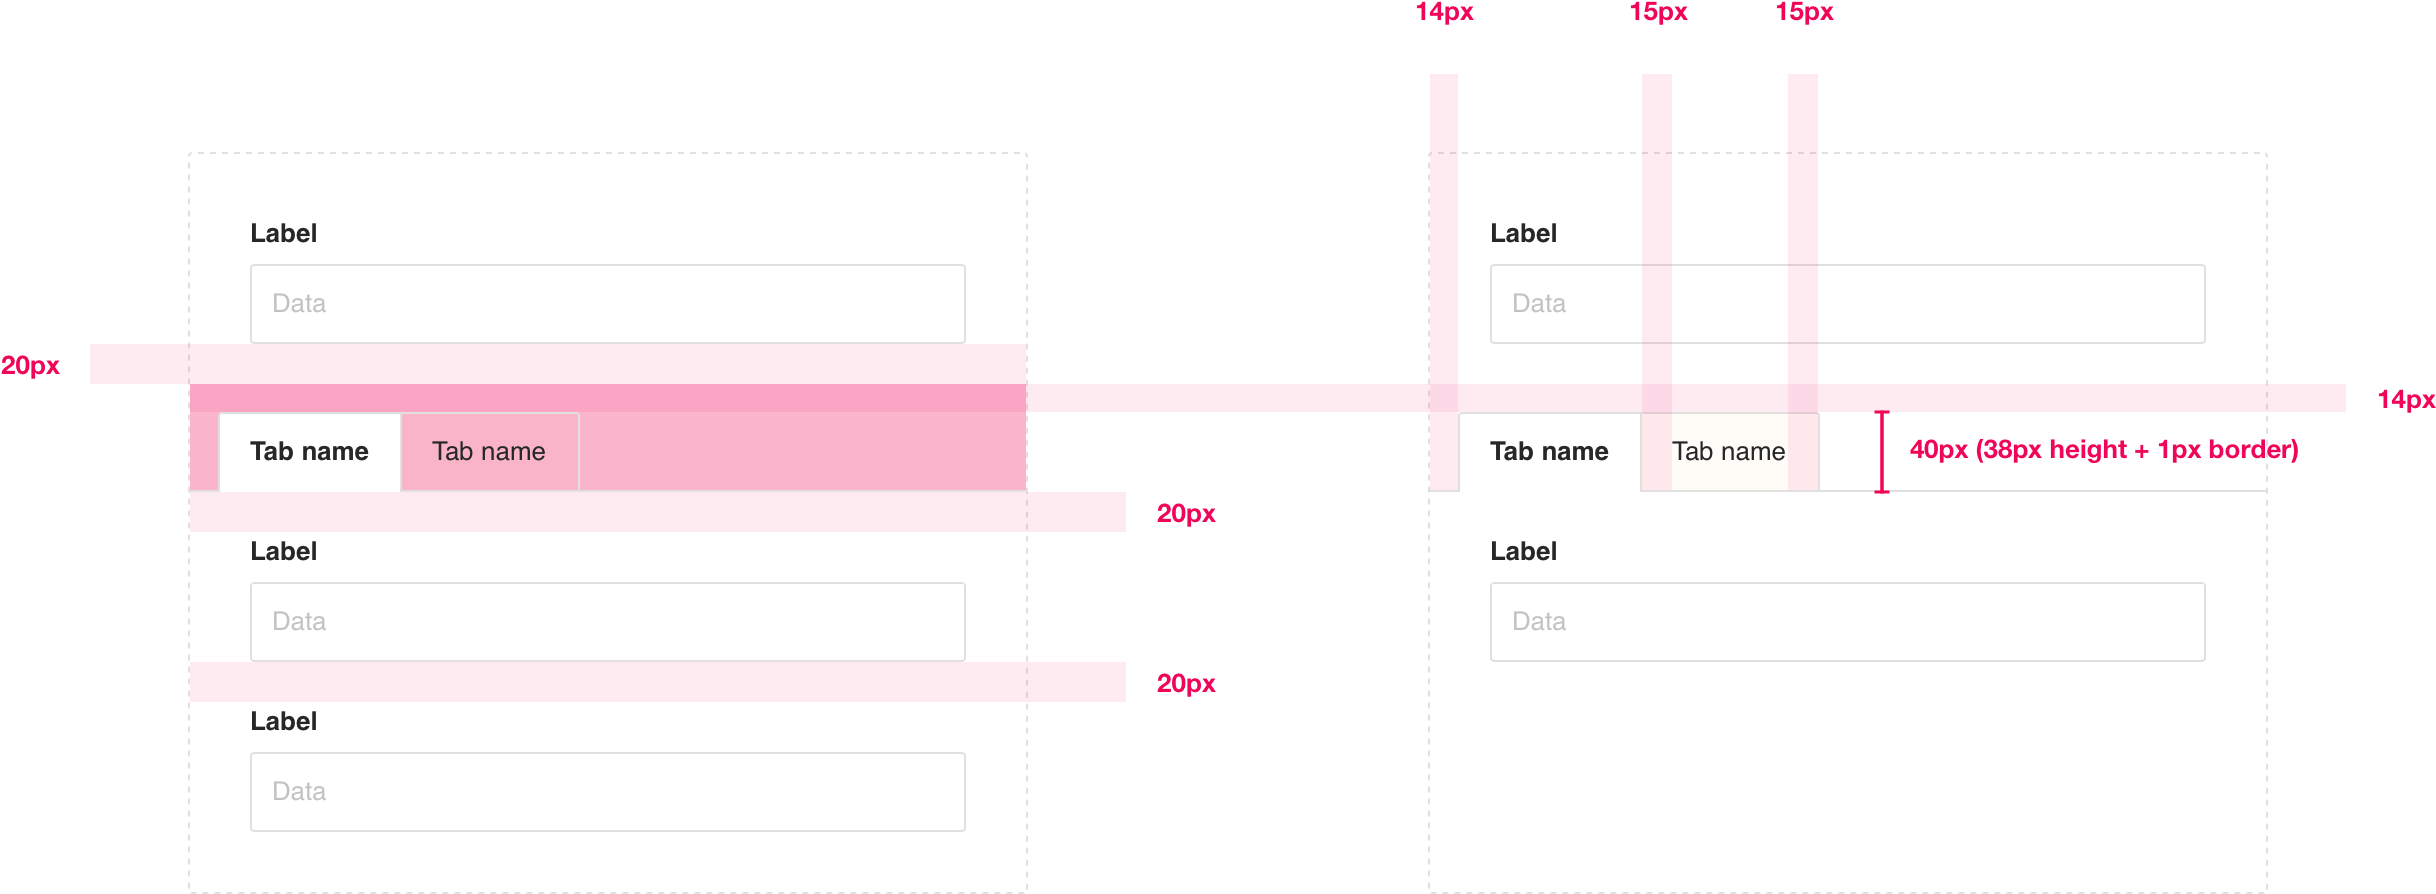 14px 15px 15px
Label
Data
20px
Tab name Tab name
20px
Label
Data
20px
Label
Data
Label
Data
14px
Tab name Tab name
40px (38px height + 1px border)
Label
Data